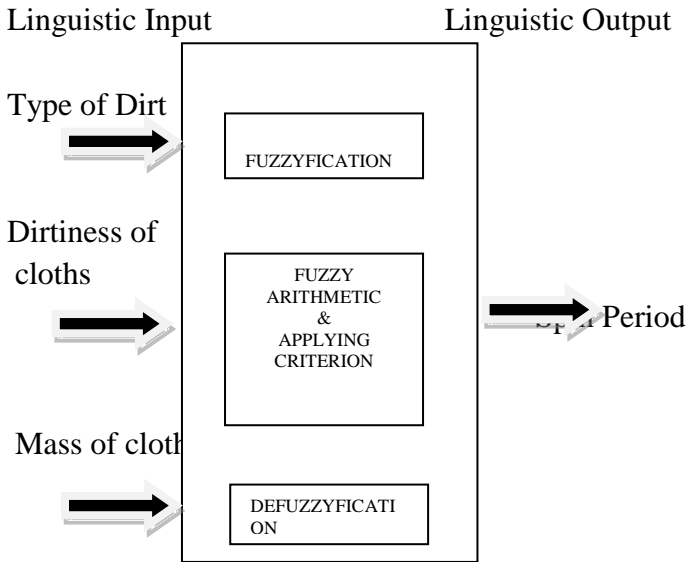 Linguistic Input
Linguistic Output
Type of Dirt
FUZZYFICATION
Dirtiness of
cloths
FUZZY
ARITHMETIC
&
APPLYING
CRITERION
Period
Mass of cloth
DEFUZZYFICATI
ON